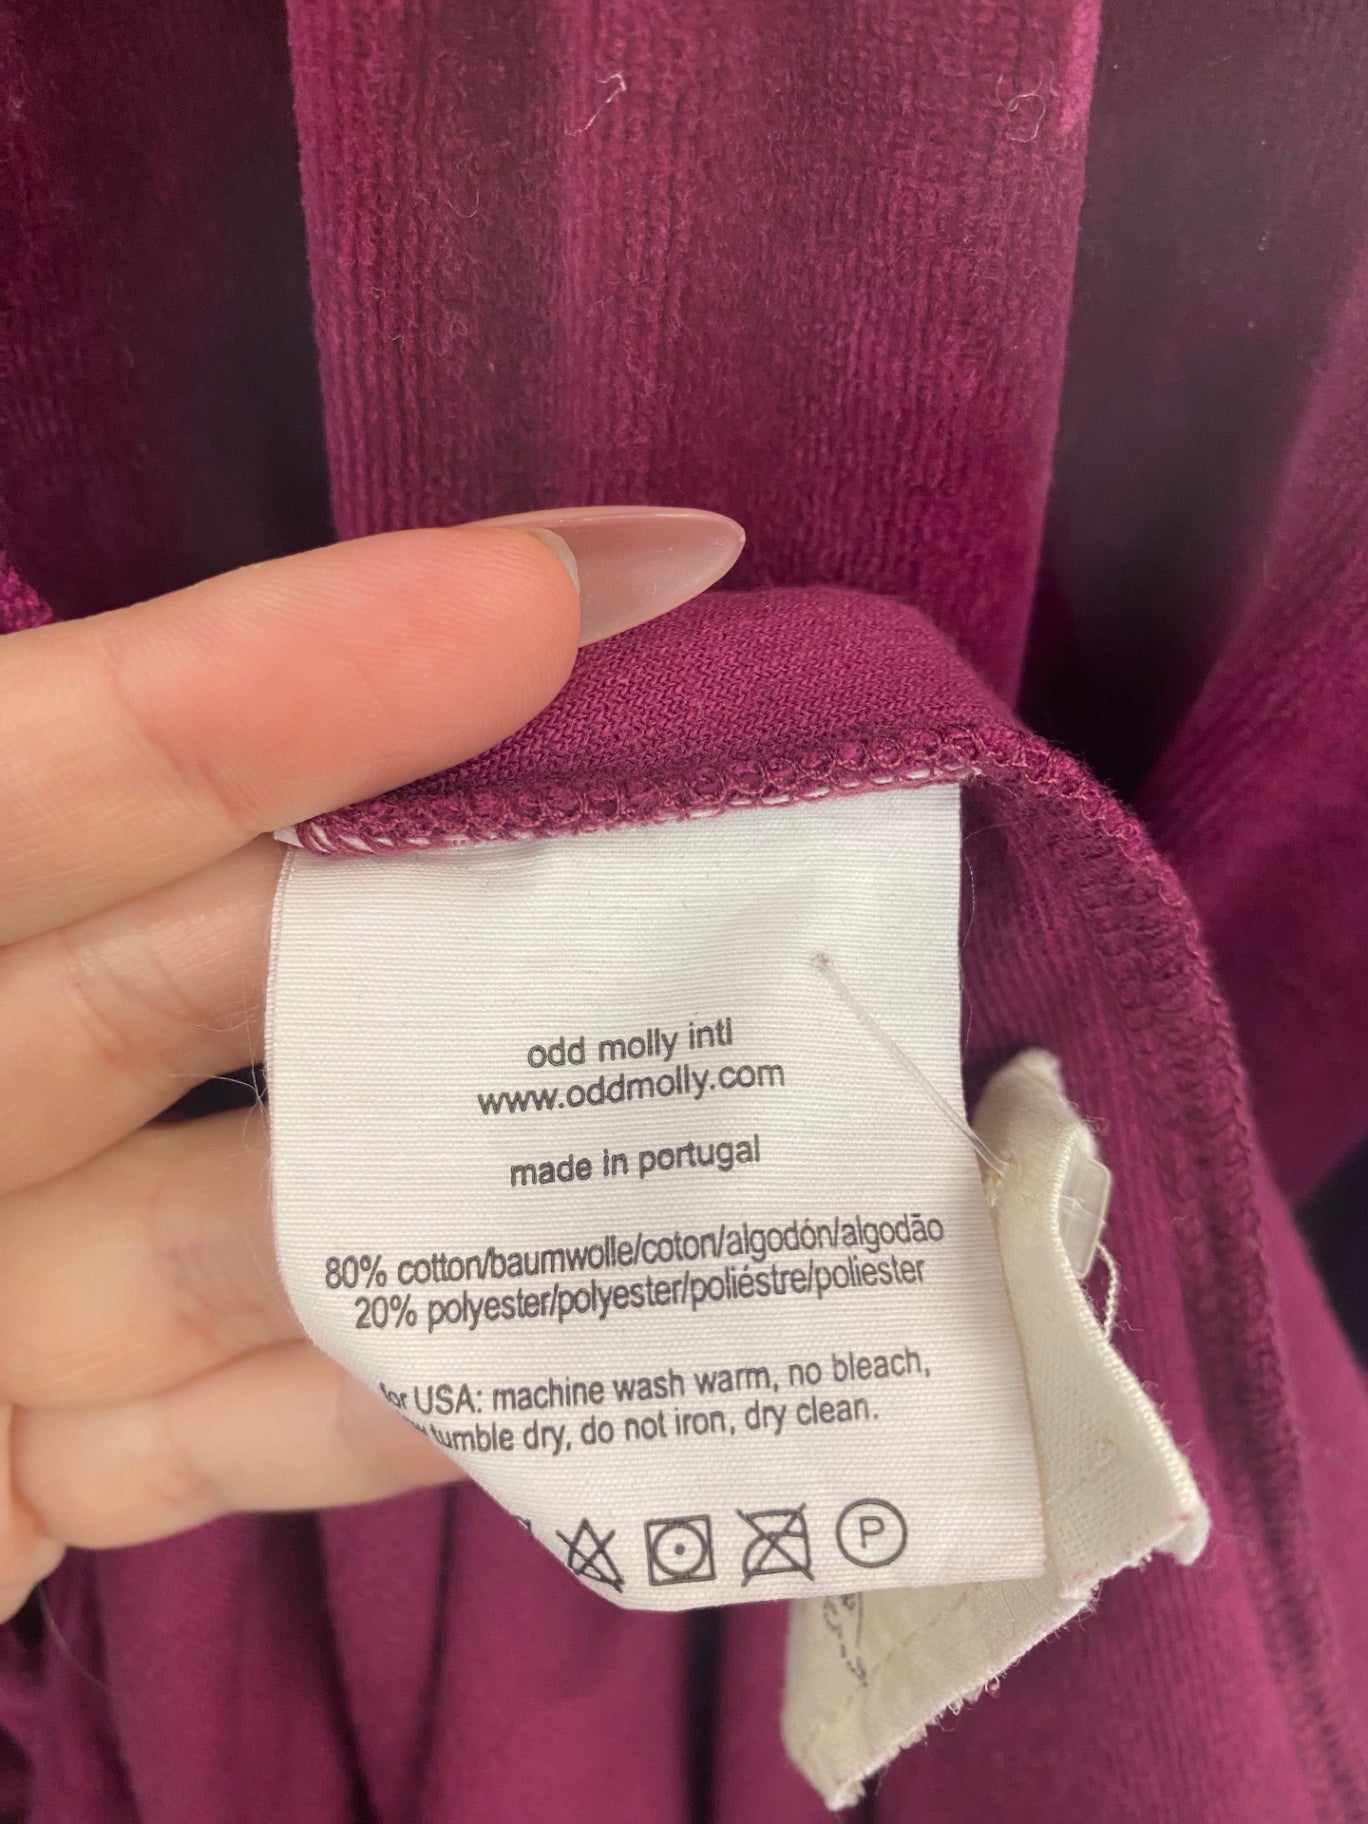 odd molly intl
www.oddmolly.com
made in portugal
80% cotton/baumwolle/coton/algodón/algodão
20% polyester/polyester/poliéstre/poliester
for USA: machine wash warm, no bleach,
tumble dry, do not iron, dry clean.
P